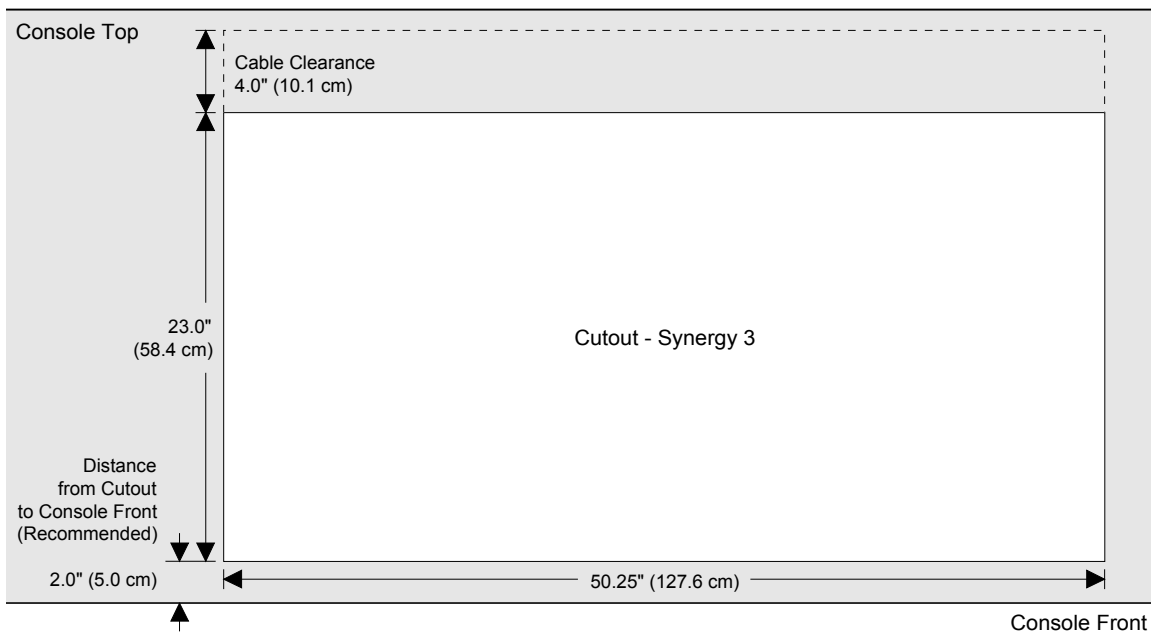 Console Top
Cable Clearance
4.0" (10.1 cm)
23.0"
(58.4 cm)
Cutout - Synergy 3
Distance
from Cutout
to Console Front
(Recommended)
2.0" (5.0 cm)
50.25" (127.6 cm)
Console Front